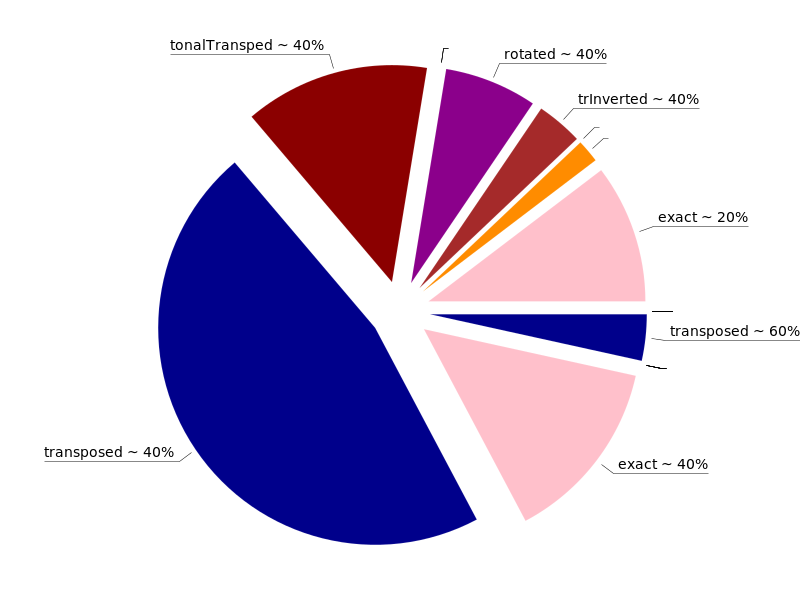 tonalTransped ~ 40%
rotated ~ 40%
trInverted ~ 40%
exact ~ 20%
transposed ~ 60%
transposed ~ 40%
exact ~ 40%